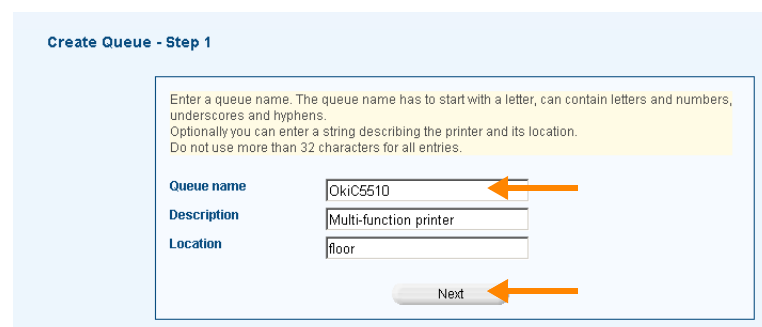 Create Queue - Step 1
Enter a queue name. The queue name has to start with a letter, can contain letters and numbers,
underscores and hyphens.
Optionally you can enter a string describing the printer and its location.
Do not use more than 32 characters for all entries.
Queue name OkiC5510
Description Multi-function printer
Location floor
Next